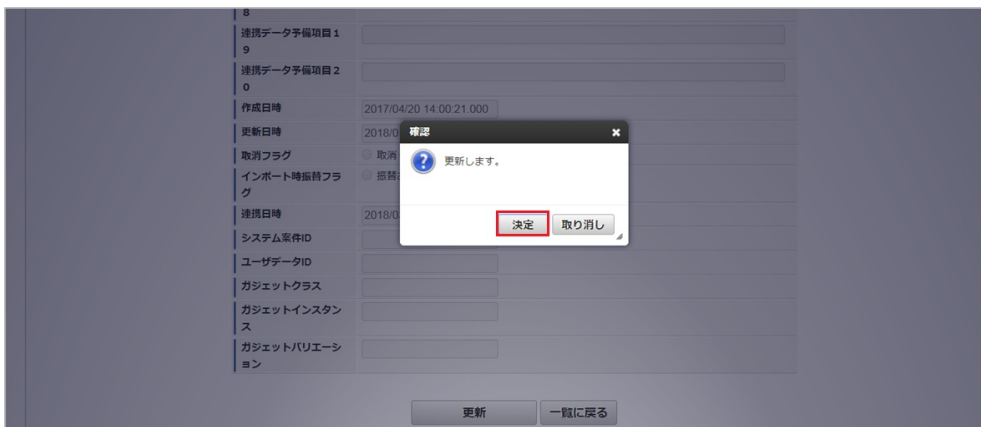 8
連携データ予備項目1
9
連携データ予備項目2
0
作成日時 2017/04/20 14:00:21.000
更新日時 2018/0
取消フラグ 取消
インポート時振替フラ
グ
振替
連携日時 2018/0
システム案件ID
ユーザデータID
ガジェットクラス
ガジェットインスタン
ス
ガジェットバリエーシ
ョン
確認
更新します。
決定 取り消し
更新 一覧に戻る